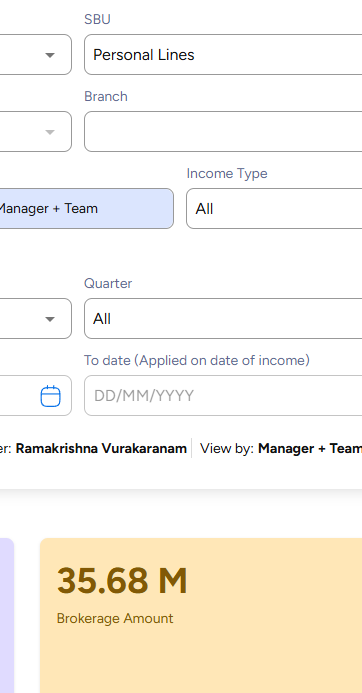 SBU
Personal Lines
Branch
Income Type
Manager + Team
All
Quarter
All
To date (Applied on date of income)
DD/MM/YYYY
er: Ramakrishna Vurakaranam View by: Manager + Team
35.68 M
Brokerage Amount